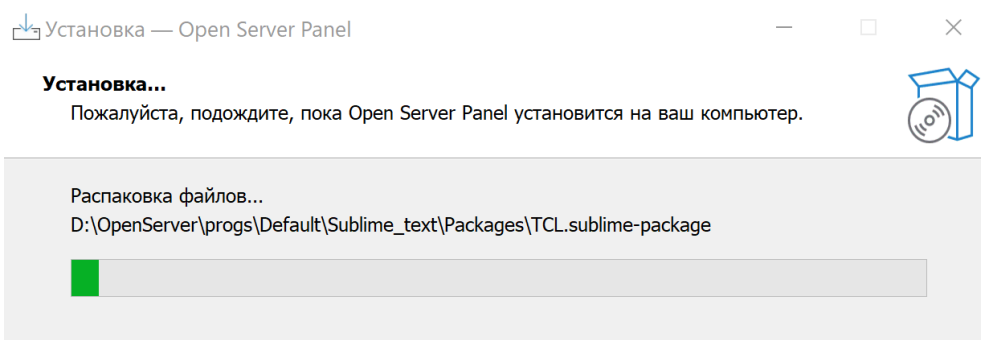 Установка — Open Server Panel
Установка...
Пожалуйста, подождите, пока Open Server Panel установится на ваш компьютер.
Распаковка файлов...
D:\OpenServer\progs\Default\Sublime_text\Packages\TCL.sublime-package